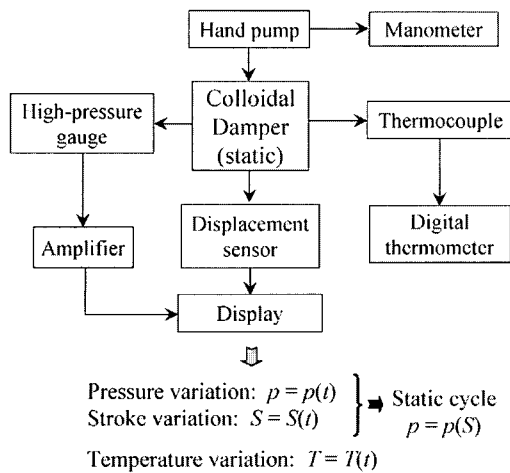 Hand pump
Manometer
Colloidal
Damper
(static)
High-pressure
gauge
Thermocouple
Amplifier
Displacement
sensor
Digital
thermometer
Display
Pressure variation: p = p(t)
Stroke variation: S = S(t)
Static cycle
p = p(S)
Temperature variation: T = T(t)